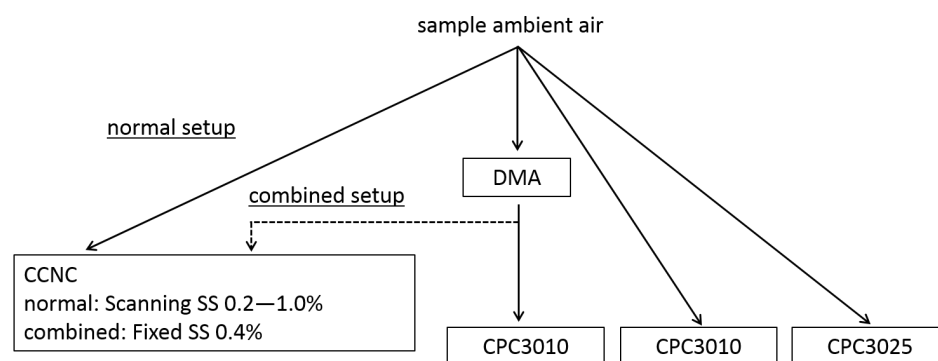 sample ambient air
normal setup
DMA
combined setup
CCNC
normal: Scanning SS 0.2—1.0%
combined: Fixed SS 0.4%
CPC3010
CPC3010
CPC3025